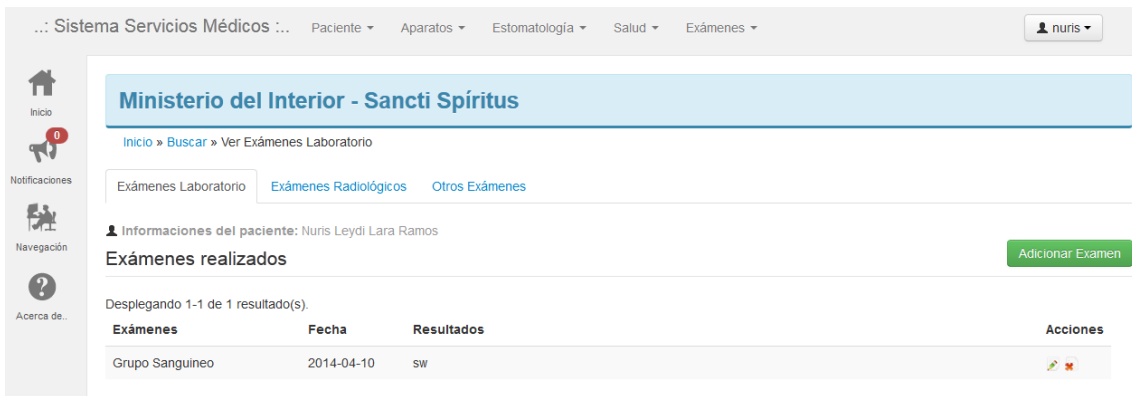 ..: Sistema Servicios Médicos :.. Paciente Aparatos Estomatología Salud Exámenes nuris
Inicio
0
Notificaciones
Navegación
Acerca de..
Ministerio del Interior - Sancti Spíritus
Inicio » Buscar » Ver Exámenes Laboratorio
Exámenes Laboratorio Exámenes Radiológicos Otros Exámenes
Informaciones del paciente: Nuris Leydi Lara Ramos
Exámenes realizados Adicionar Examen
Desplegando 1-1 de 1 resultado(s).
Exámenes Fecha Resultados Acciones
Grupo Sanguineo 2014-04-10 sw